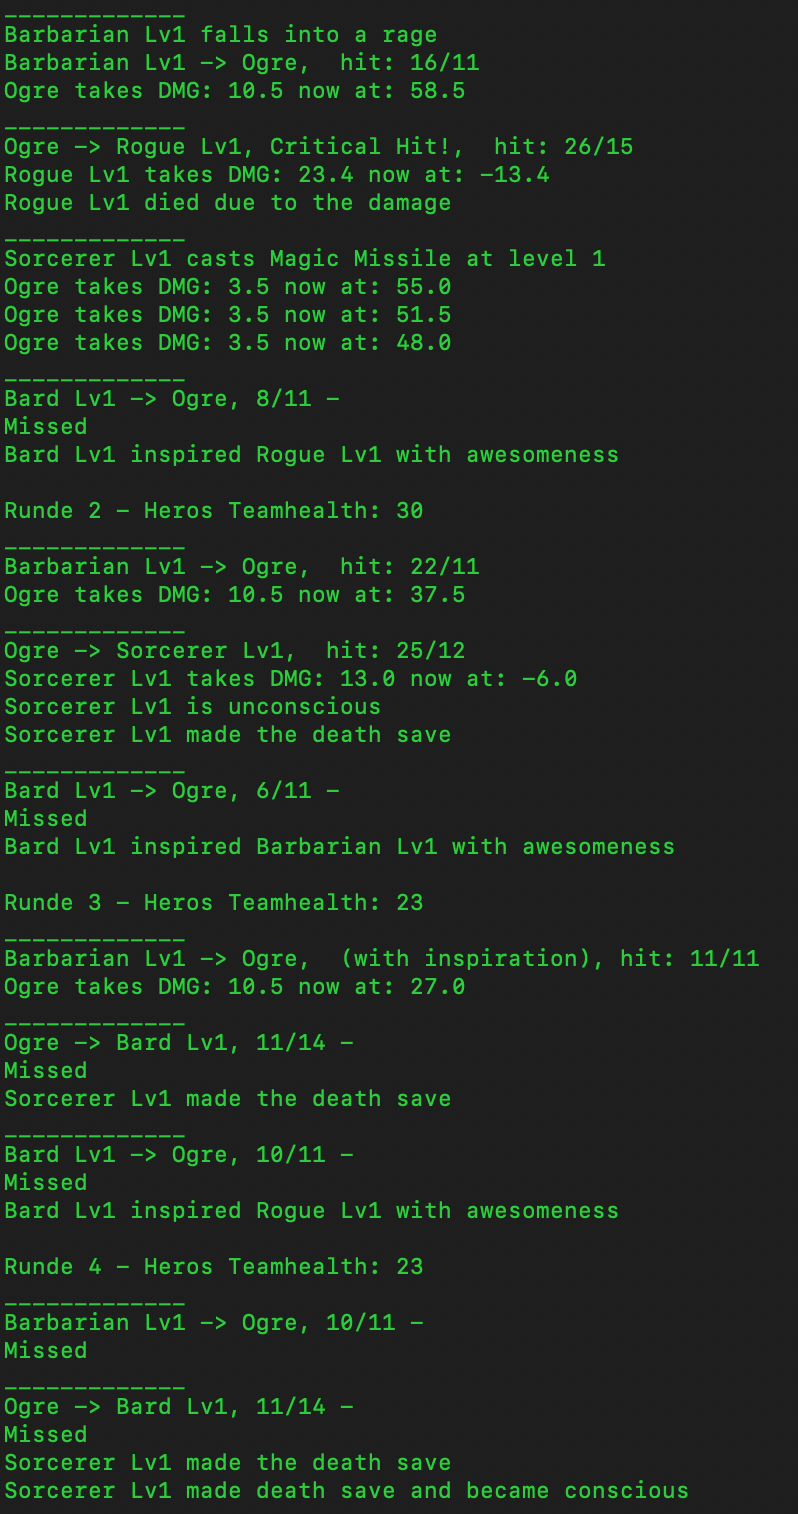 _____________
Barbarian Lv1 falls into a rage
Barbarian Lv1 -> Ogre,  hit: 16/11
Ogre takes DMG: 10.5 now at: 58.5
_____________
Ogre -> Rogue Lv1, Critical Hit!,  hit: 26/15
Rogue Lv1 takes DMG: 23.4 now at: -13.4
Rogue Lv1 died due to the damage
_____________
Sorcerer Lv1 casts Magic Missile at level 1
Ogre takes DMG: 3.5 now at: 55.0
Ogre takes DMG: 3.5 now at: 51.5
Ogre takes DMG: 3.5 now at: 48.0
_____________
Bard Lv1 -> Ogre, 8/11 -
Missed
Bard Lv1 inspired Rogue Lv1 with awesomeness

Runde 2 - Heros Teamhealth: 30
_____________
Barbarian Lv1 -> Ogre,  hit: 22/11
Ogre takes DMG: 10.5 now at: 37.5
_____________
Ogre -> Sorcerer Lv1,  hit: 25/12
Sorcerer Lv1 takes DMG: 13.0 now at: -6.0
Sorcerer Lv1 is unconscious
Sorcerer Lv1 made the death save
_____________
Bard Lv1 -> Ogre, 6/11 -
Missed
Bard Lv1 inspired Barbarian Lv1 with awesomeness

Runde 3 - Heros Teamhealth: 23
_____________
Barbarian Lv1 -> Ogre,  (with inspiration), hit: 11/11
Ogre takes DMG: 10.5 now at: 27.0
_____________
Ogre -> Bard Lv1, 11/14 -
Missed
Sorcerer Lv1 made the death save
_____________
Bard Lv1 -> Ogre, 10/11 -
Missed
Bard Lv1 inspired Rogue Lv1 with awesomeness

Runde 4 - Heros Teamhealth: 23
_____________
Barbarian Lv1 -> Ogre, 10/11 -
Missed
_____________
Ogre -> Bard Lv1, 11/14 -
Missed
Sorcerer Lv1 made the death save
Sorcerer Lv1 made death save and became conscious